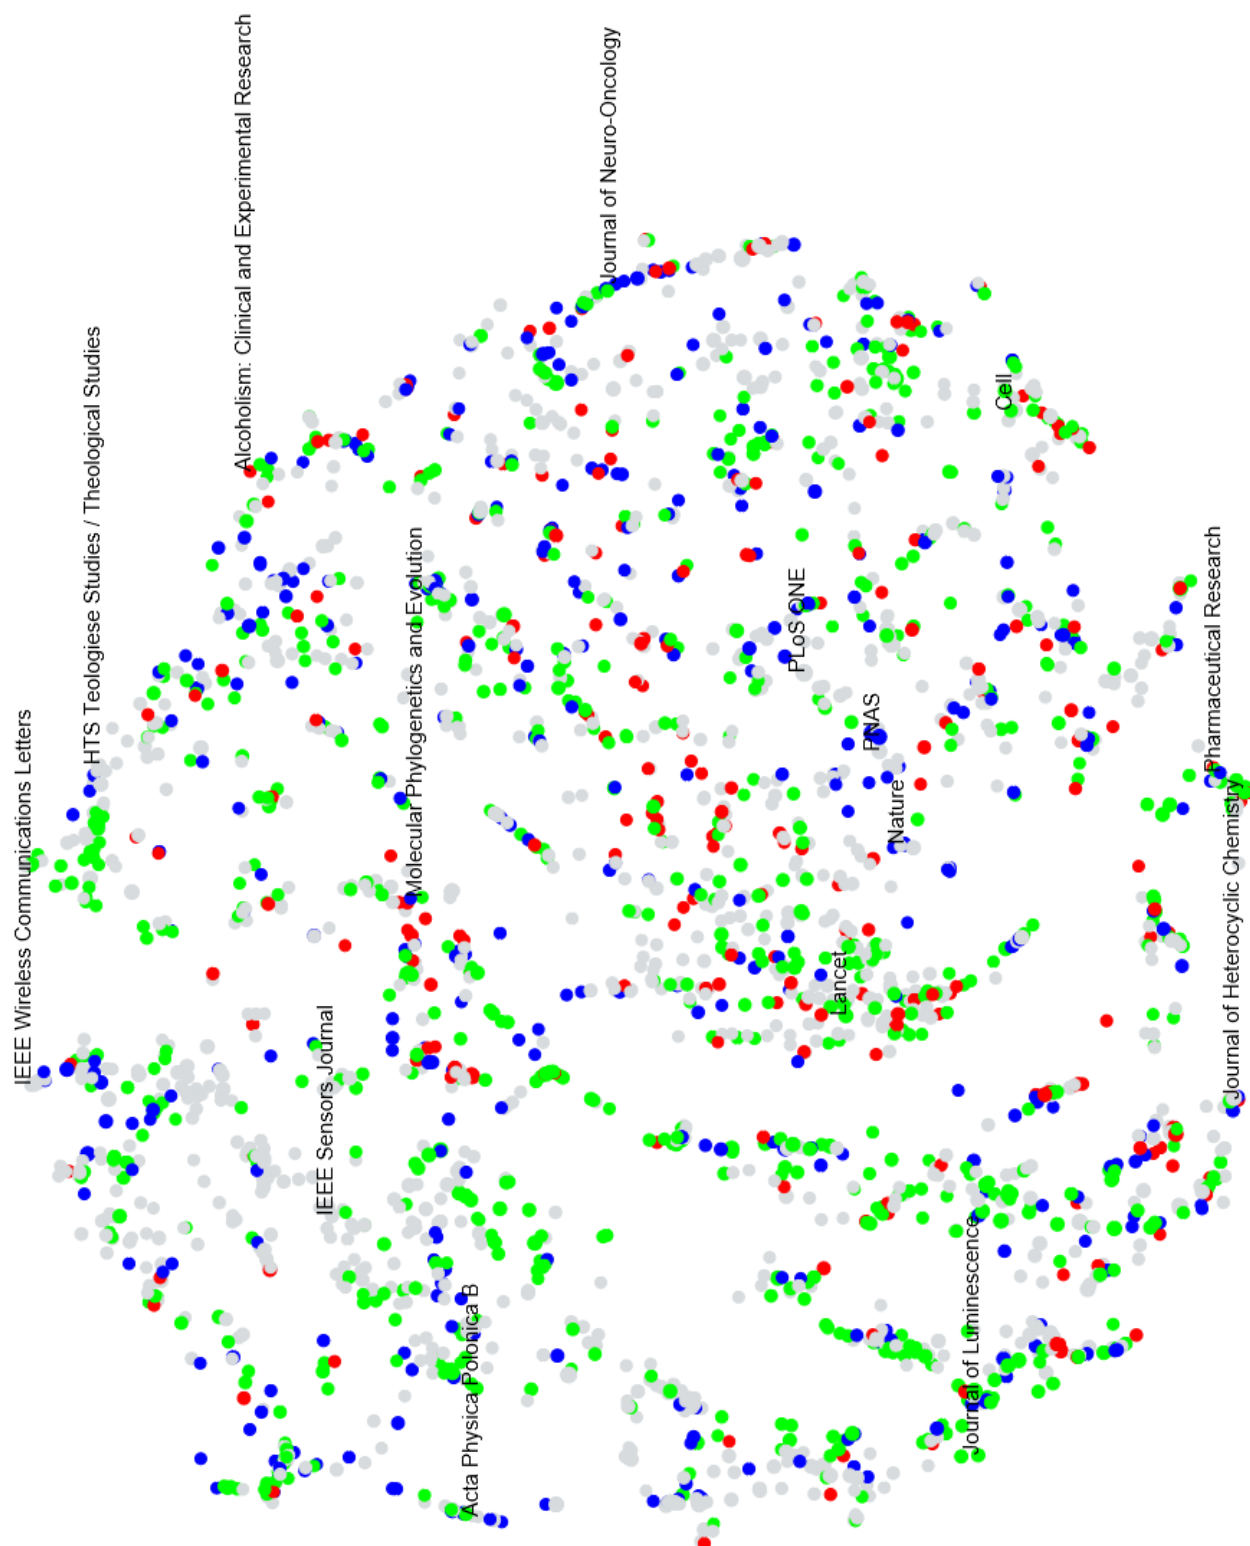 IEEE Wireless Communications Letters
HTS Teologiese Studies / Theological Studies
Alcoholism: Clinical and Experimental Research
IEEE Sensors Journal
Molecular Phylogenetics and Evolution
Acta Physica Polonica B
Journal of Neuro-Oncology
PLoS ONE
Lancet
PNAS
Nature
Journal of Luminescence
Cell
Pharmaceutical Research
Journal of Heterocyclic Chemistry